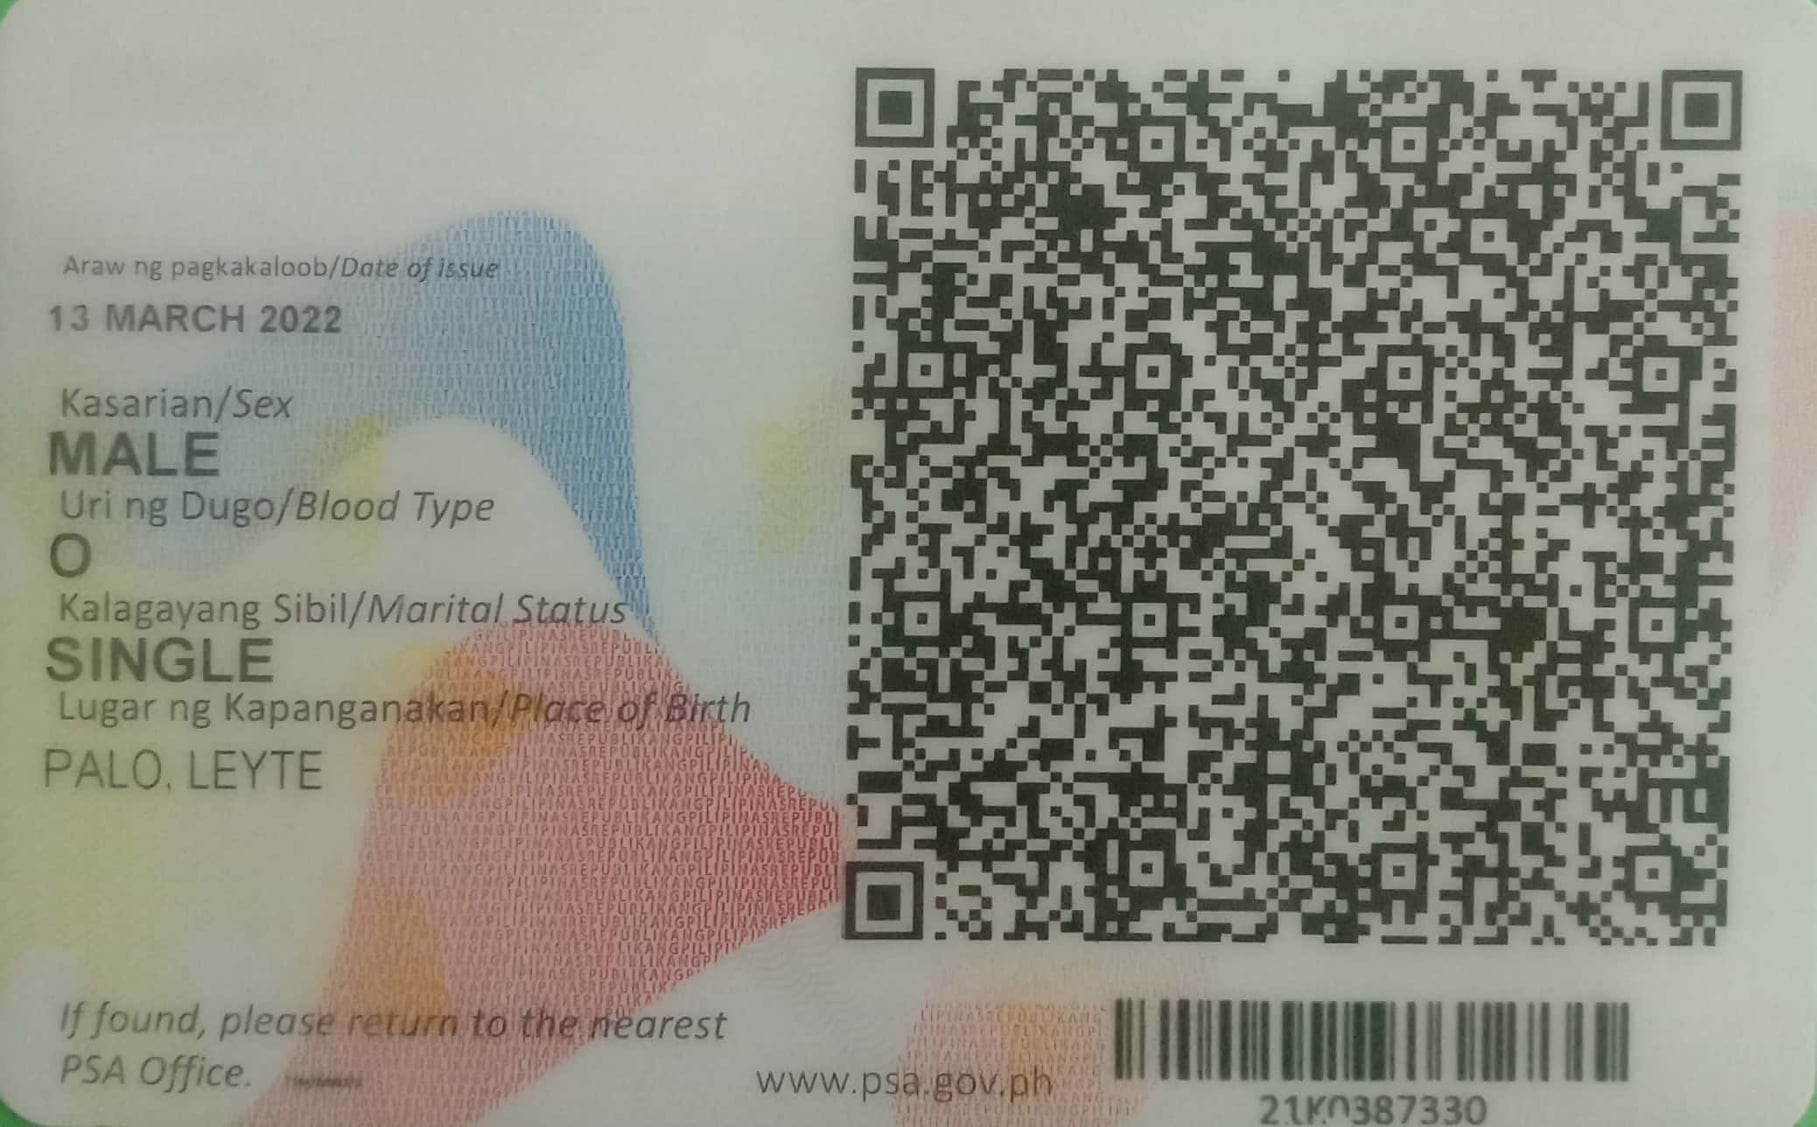 Araw ng pagkakaloob/Date of issue
13 MARCH 2022
Kasarian/Sex
MALE
Uri ng Dugo/Blood Type
O
Kalagayang Sibil/Marital Status
SINGLE
Lugar ng Kapanganakan/Place of Birth
PALO, LEYTE
If found, please return to the nearest
PSA Office.
www.psa.gov.ph